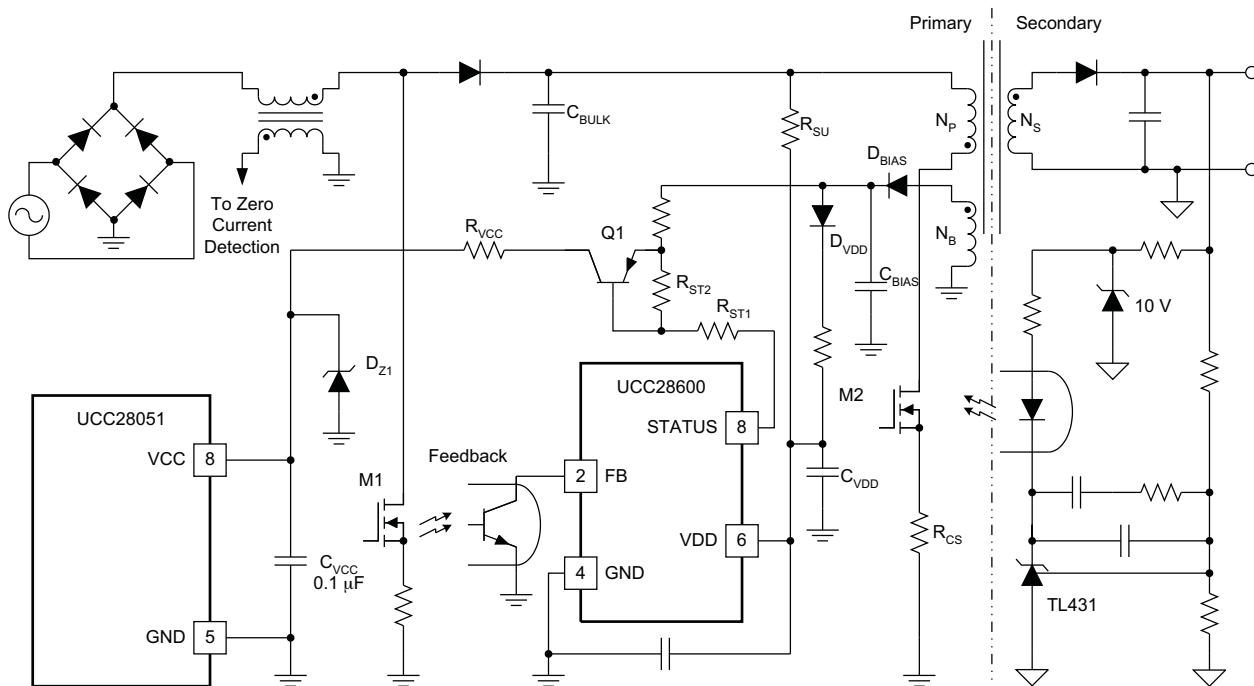 Primary
Secondary
C_BULK
R_SU
N_P
N_S
D_BIAS
To Zero
Current
Detection
R_VCC
Q1
D_VDD
N_B
C_BIAS
R_ST2
R_ST1
10 V
D_Z1
UCC28051
UCC28600
M2
STATUS 8
VCC 8
Feedback
M1
2 FB
C_VDD
VDD 6
R_CS
C_VCC
0.1 µF
4 GND
TL431
GND 5